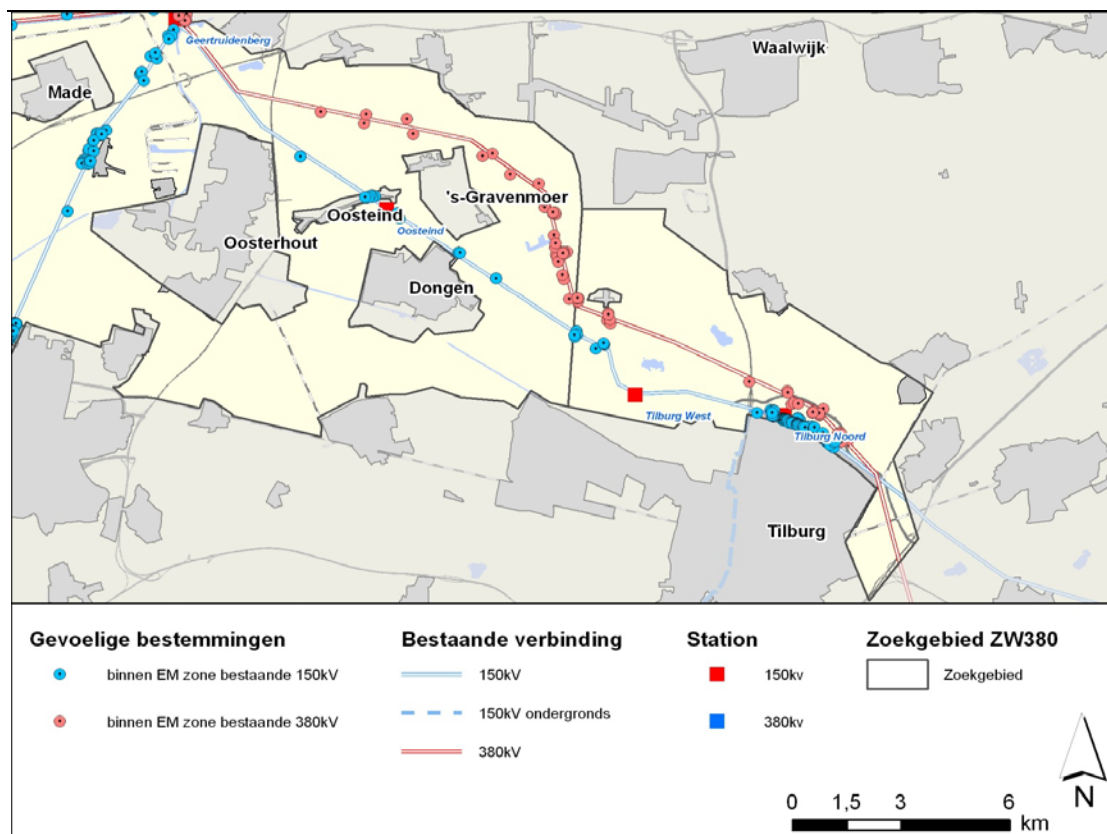 Geertruidenberg
Waalwijk
Made
's-Gravenmoer
Oosteind
Oosteind
Oosterhout
Dongen
Tilburg West
Tilburg Noord
Tilburg
Gevoelige bestemmingen
binnen EM zone bestaande 150kV
binnen EM zone bestaande 380kV
Bestaande verbinding
150kV
150kV ondergronds
380kV
Station
150kv
380kv
Zoekgebied ZW380
Zoekgebied
N
0 1,5 3 6
km